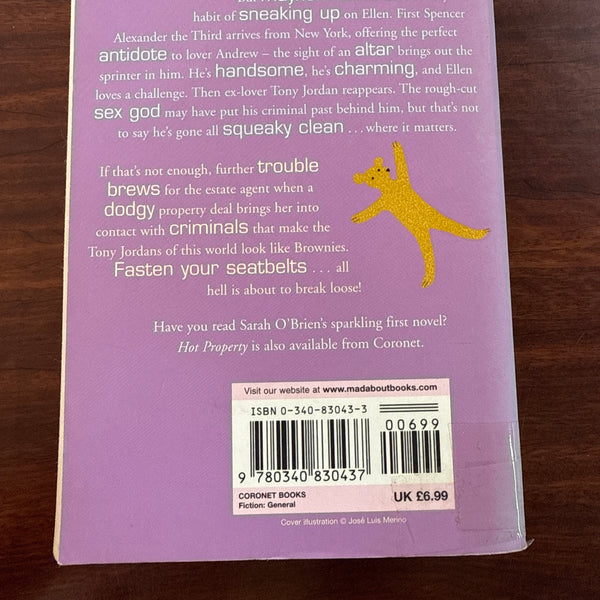 habit of sneaking up on Ellen. First Spencer
Alexander the Third arrives from New York, offering the perfect
antidote to lover Andrew – the sight of an altar brings out the
sprinter in him. He's handsome, he's charming, and Ellen
loves a challenge. Then ex-lover Tony Jordan reappears. The rough-cut
sex god may have put his criminal past behind him, but that's not
to say he's gone all squeaky clean . . . where it matters.
If that's not enough, further trouble
brews for the estate agent when a
dodgy property deal brings her into
contact with criminals that make the
Tony Jordans of this world look like Brownies.
Fasten your seatbelts . . . all
hell is about to break loose!
Have you read Sarah O'Brien's sparkling first novel?
Hot Property is also available from Coronet.
Visit our website at www.madaboutbooks.com
ISBN 0-340-83043-3
00699
9 780340 830437
CORONET BOOKS
Fiction: General
UK £6.99
Cover illustration © José Luis Merino